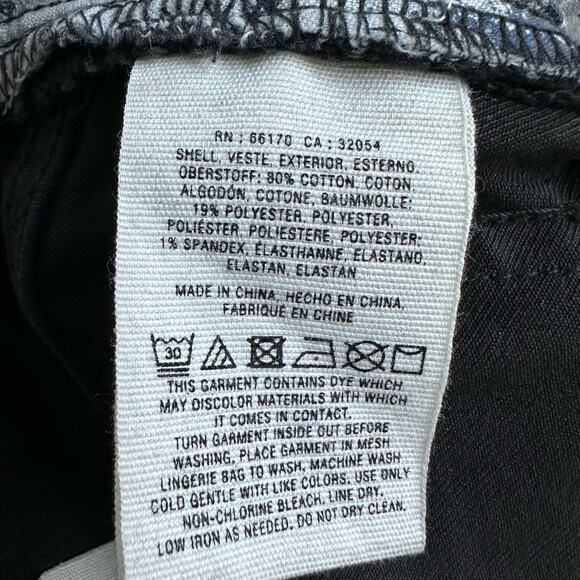 RN : 66170 CA : 32054
SHELL, VESTE, EXTERIOR, ESTERNO,
OBERSTOFF: 80% COTTON, COTON,
ALGODÓN, COTONE, BAUMWOLLE;
19% POLYESTER, POLYESTER,
POLIÉSTER, POLIESTERE, POLYESTER;
1% SPANDEX, ÉLASTHANNE, ELASTANO,
ELASTAN, ELASTAN
MADE IN CHINA, HECHO EN CHINA,
FABRIQUÉ EN CHINE
30
THIS GARMENT CONTAINS DYE WHICH
MAY DISCOLOR MATERIALS WITH WHICH
IT COMES IN CONTACT.
TURN GARMENT INSIDE OUT BEFORE
WASHING, PLACE GARMENT IN MESH
LINGERIE BAG TO WASH, MACHINE WASH
COLD GENTLE WITH LIKE COLORS, USE ONLY
NON-CHLORINE BLEACH, LINE DRY,
LOW IRON AS NEEDED, DO NOT DRY CLEAN.